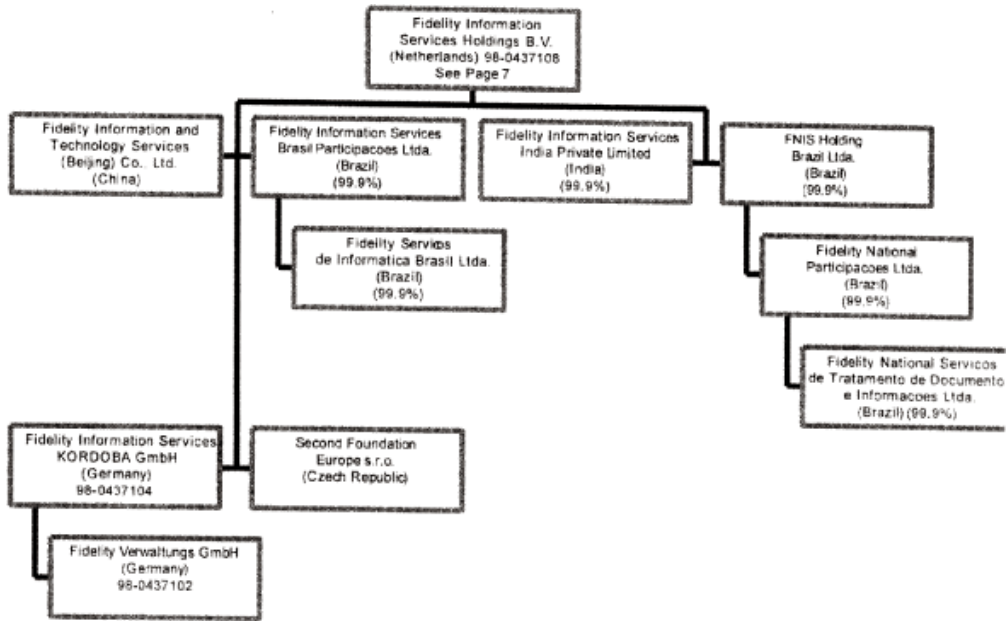 Fidelity Information
Services Holdings B.V.
(Netherlands) 98-0437108
See Page 7
Fidelity Information and
Technology Services
(Beijing) Co., Ltd.
(China)
Fidelity Information Services
Brasil Participacoes Ltda.
(Brazil)
(99.9%)
Fidelity Information Services
India Private Limited
(India)
(99.9%)
FNIS Holding
Brazil Ltda.
(Brazil)
(99.9%)
Fidelity Servicos
de Informatica Brasil Ltda.
(Brazil)
(99.9%)
Fidelity National
Participacoes Ltda.
(Brazil)
(99.9%)
Fidelity National Servicos
de Tratamento de Documento
e Informacoes Ltda.
(Brazil) (99.9%)
Fidelity Information Services
KORDOBA GmbH
(Germany)
98-0437104
Second Foundation
Europe s.r.o.
(Czech Republic)
Fidelity Verwaltungs GmbH
(Germany)
98-0437102